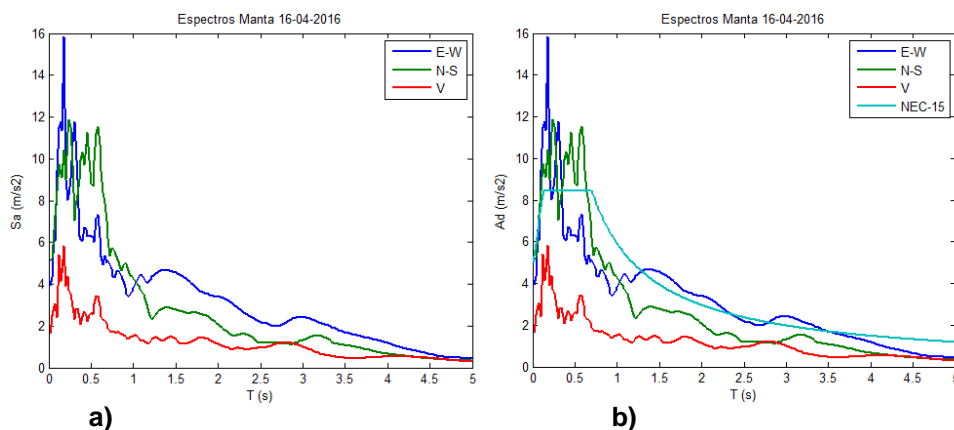 Espectros Manta 16-04-2016
16
14
12
10
8
6
4
2
0
Sa (m/s2)
E-W
N-S
V
0 0.5 1 1.5 2 2.5 3 3.5 4 4.5 5
T (s)
a)
Espectros Manta 16-04-2016
16
14
12
10
8
6
4
2
0
Ad (m/s2)
E-W
N-S
V
NEC-15
0 0.5 1 1.5 2 2.5 3 3.5 4 4.5 5
T (s)
b)